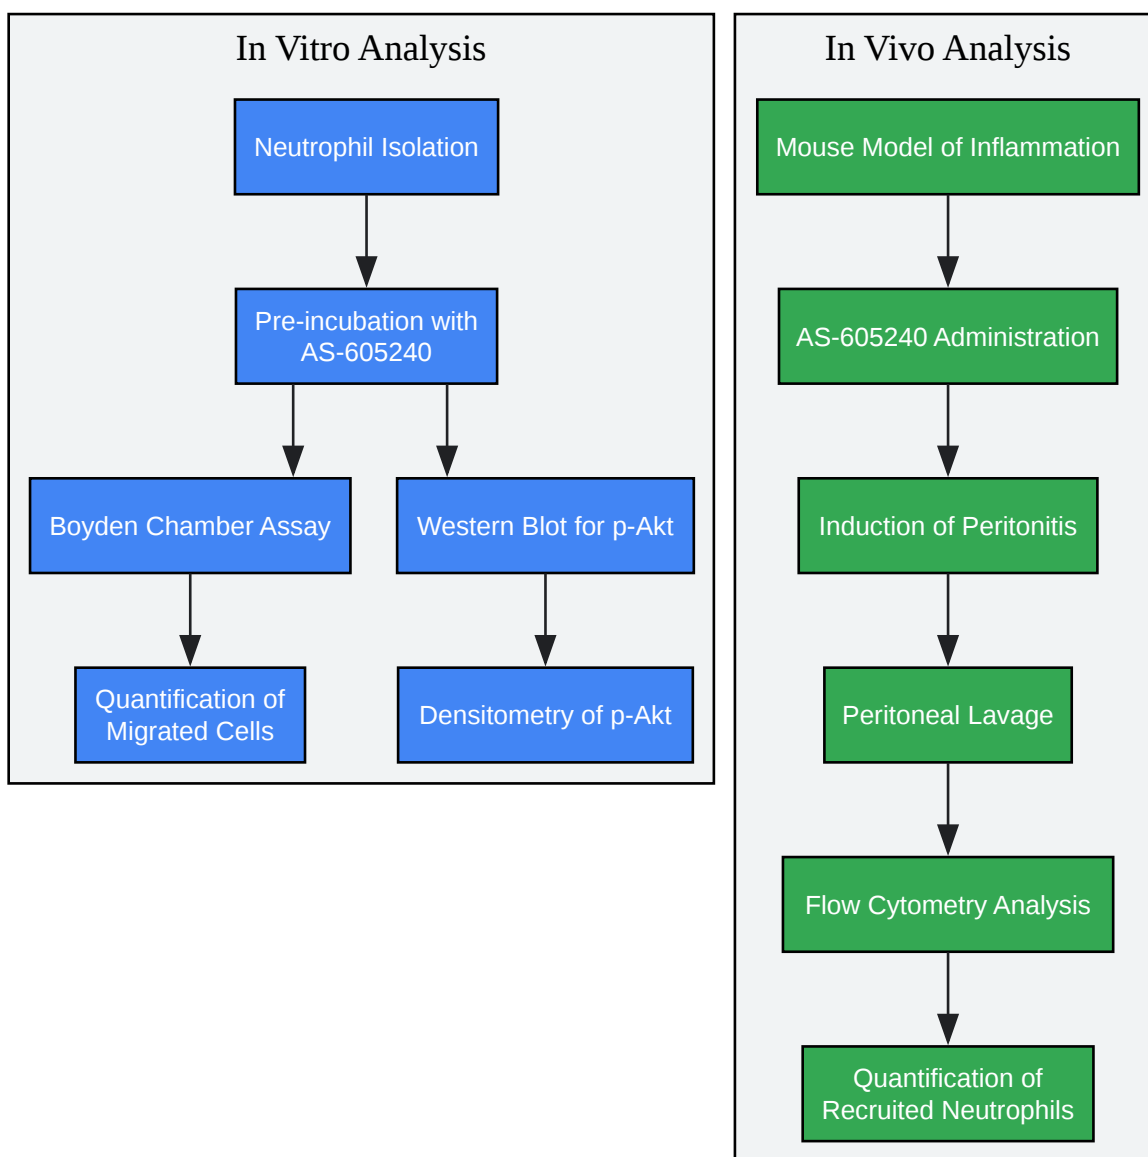 In Vitro Analysis
Neutrophil Isolation
Pre-incubation with
AS-605240
Boyden Chamber Assay
Western Blot for p-Akt
Quantification of
Migrated Cells
Densitometry of p-Akt
In Vivo Analysis
Mouse Model of Inflammation
AS-605240 Administration
Induction of Peritonitis
Peritoneal Lavage
Flow Cytometry Analysis
Quantification of
Recruited Neutrophils